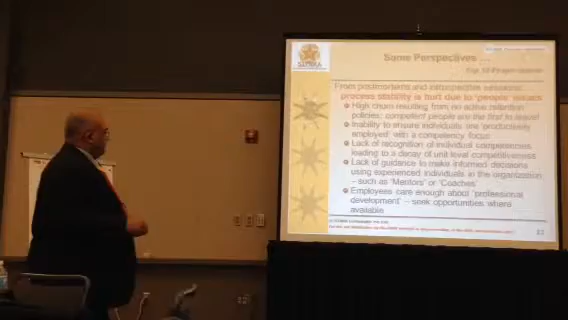 Some Perspectives ...
From postmortems and retrospective sessions:
process stability is hurt due to 'people' issues
High churn resulting from no active retention
policies; competent people are the first to leave!
Inability to ensure individuals are 'productively
employed' with a competency focus
Lack of recognition of individual competencies,
leading to a decay of unit level competitiveness
Lack of guidance to make informed decisions
using experienced individuals in the organization
– such as 'Mentors' or 'Coaches'
Employees care enough about 'professional
development' – seek opportunities where
available